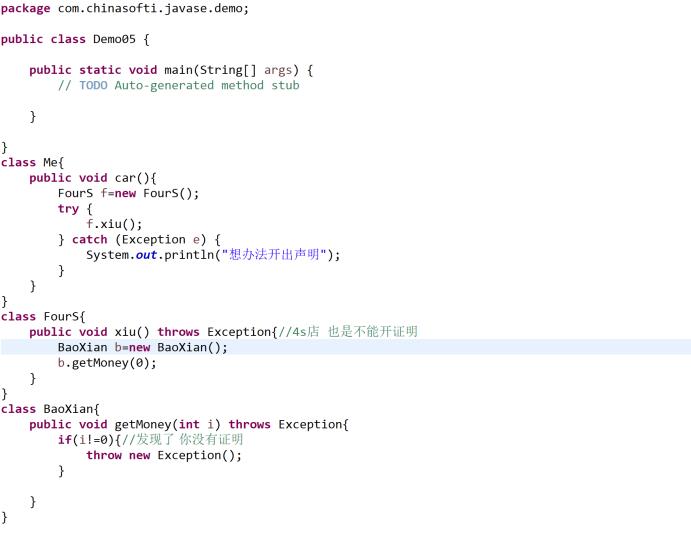 package com.chinasofti.javase.demo;
public class Demo05 {
public static void main(String[] args) {
// TODO Auto-generated method stub
}
}
class Me{
public void car(){
FourS f=new FourS();
try {
f.xiu();
} catch (Exception e) {
System.out.println("想办法开出声明");
}
}
}
class FourS{
public void xiu() throws Exception{//4s店 也是不能开证明
BaoXian b=new BaoXian();
b.getMoney(0);
}
}
class BaoXian{
public void getMoney(int i) throws Exception{
if(i!=0){//发现了 你没有证明
throw new Exception();
}
}
}